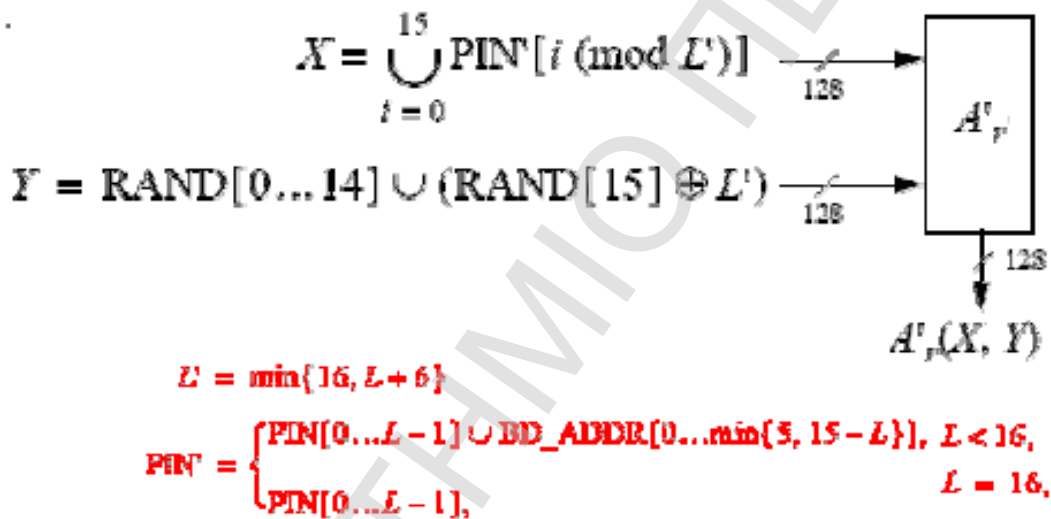 X = ⋃_{i = 0}^{15} PIN'[i (mod L')]
128
A'_r
Y = RAND[0... 14] ∪ (RAND[15] ⊕ L')
128
128
A'_r(X, Y)
L' = min{16, L + 6}
PIN' = { PIN[0...L − 1] ∪ BD_ADDR[0...min{5, 15 − L}], L < 16,
PIN[0...L − 1], L = 16,